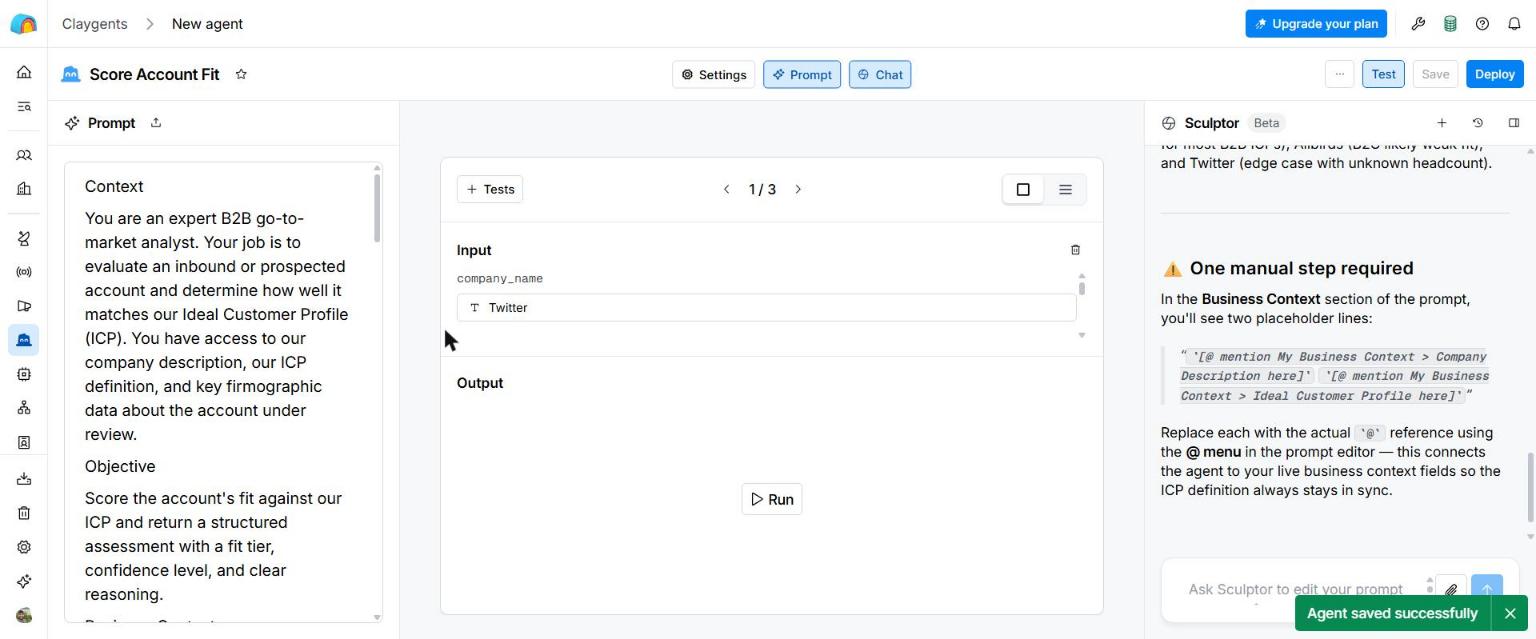 Claygents
New agent
Upgrade your plan
Score Account Fit
Settings
Prompt
Chat
...
Test
Save
Deploy
Prompt
Context
You are an expert B2B go-to-
market analyst. Your job is to
evaluate an inbound or prospected
account and determine how well it
matches our Ideal Customer Profile
(ICP). You have access to our
company description, our ICP
definition, and key firmographic
data about the account under
review.
Objective
Score the account's fit against our
ICP and return a structured
assessment with a fit tier,
confidence level, and clear
reasoning.
+ Tests
1 / 3
Input
company_name
T Twitter
Output
Run
Sculptor Beta
for most B2B ICPs), Allbirds (B2C likely weak fit),
and Twitter (edge case with unknown headcount).
⚠️ One manual step required
In the Business Context section of the prompt,
you'll see two placeholder lines:
“`[@ mention My Business Context > Company
Description here]` `[@ mention My Business
Context > Ideal Customer Profile here]`”
Replace each with the actual `@` reference using
the @ menu in the prompt editor — this connects
the agent to your live business context fields so the
ICP definition always stays in sync.
Ask Sculptor to edit your prompt
Agent saved successfully